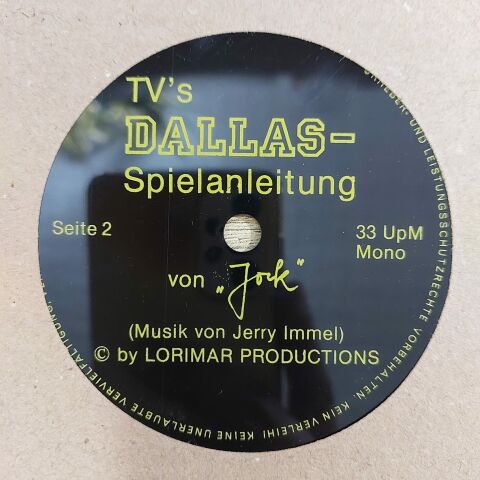 TV's
DALLAS-
Spielanleitung
Seite 2
33 UpM
Mono
von „Jock"
(Musik von Jerry Immel)
© by LORIMAR PRODUCTIONS
URHEBER- UND LEISTUNGSSCHUTZRECHTE VORBEHALTEN. KEIN VERLEIH! KEINE UNERLAUBTE VERVIELFÄLTIGUNG,